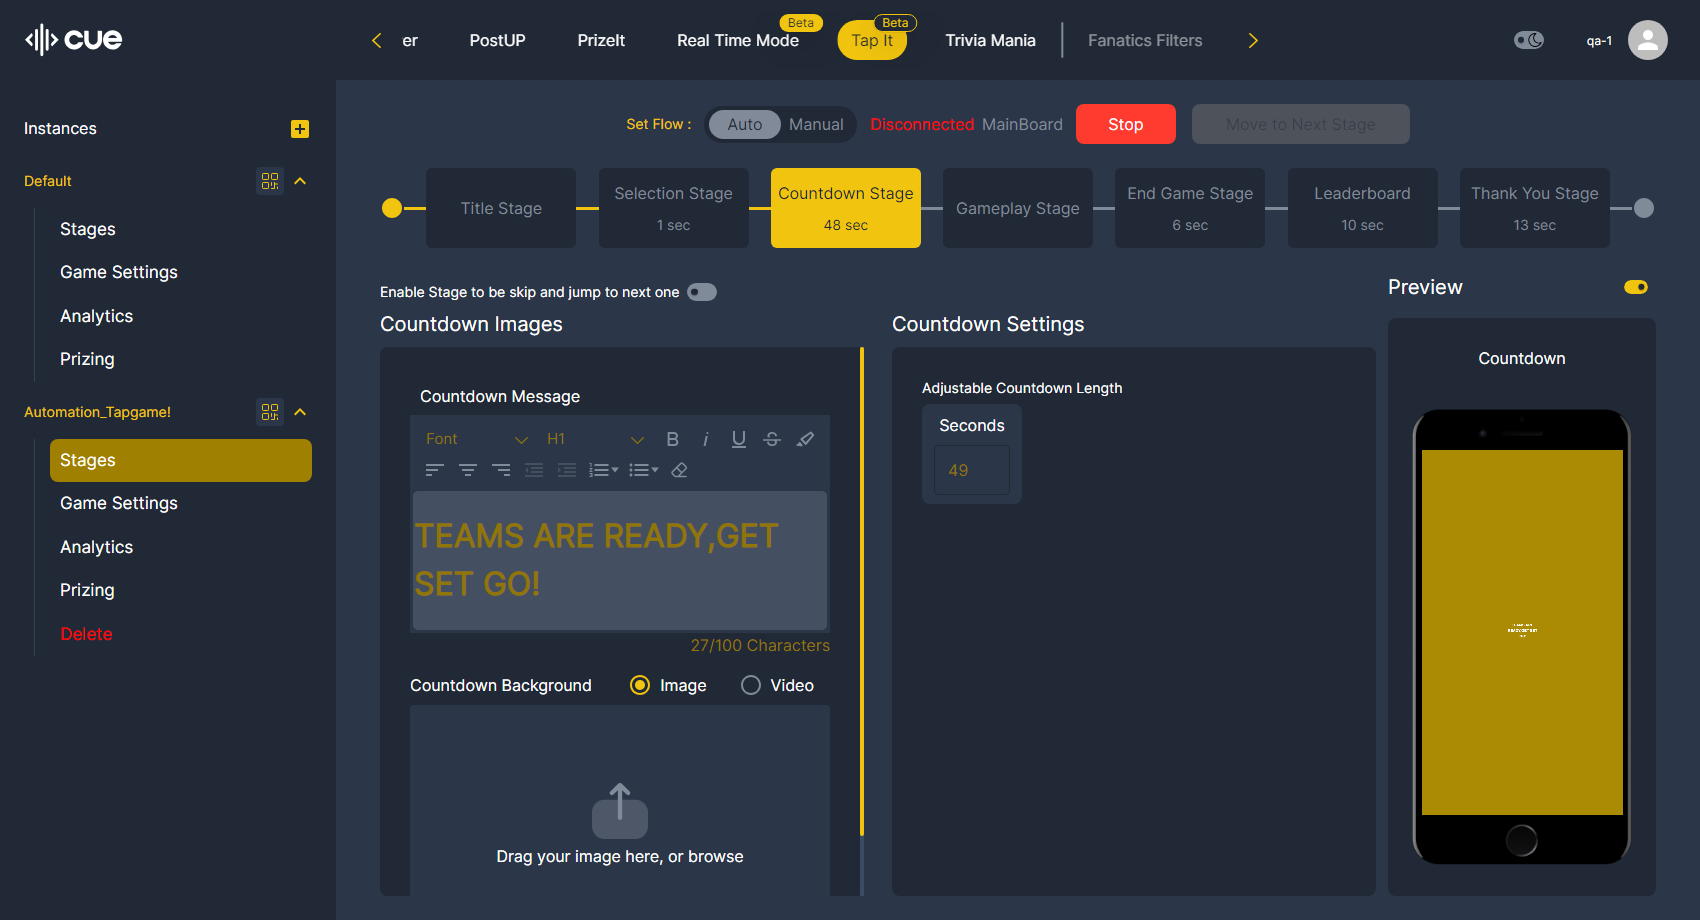 cue
er
PostUP
PrizeIt
Real Time Mode
Beta
Tap It
Beta
Trivia Mania
Fanatics Filters
qa-1
Instances
Default
Stages
Game Settings
Analytics
Prizing
Automation_Tapgame!
Stages
Game Settings
Analytics
Prizing
Delete
Set Flow :
Auto
Manual
Disconnected MainBoard
Stop
Move to Next Stage
Title Stage
Selection Stage
1 sec
Countdown Stage
48 sec
Gameplay Stage
End Game Stage
6 sec
Leaderboard
10 sec
Thank You Stage
13 sec
Enable Stage to be skip and jump to next one
Countdown Images
Countdown Message
Font
H1
B
i
U
S
TEAMS ARE READY,GET
SET GO!
27/100 Characters
Countdown Background
Image
Video
Drag your image here, or browse
Countdown Settings
Adjustable Countdown Length
Seconds
49
Preview
Countdown